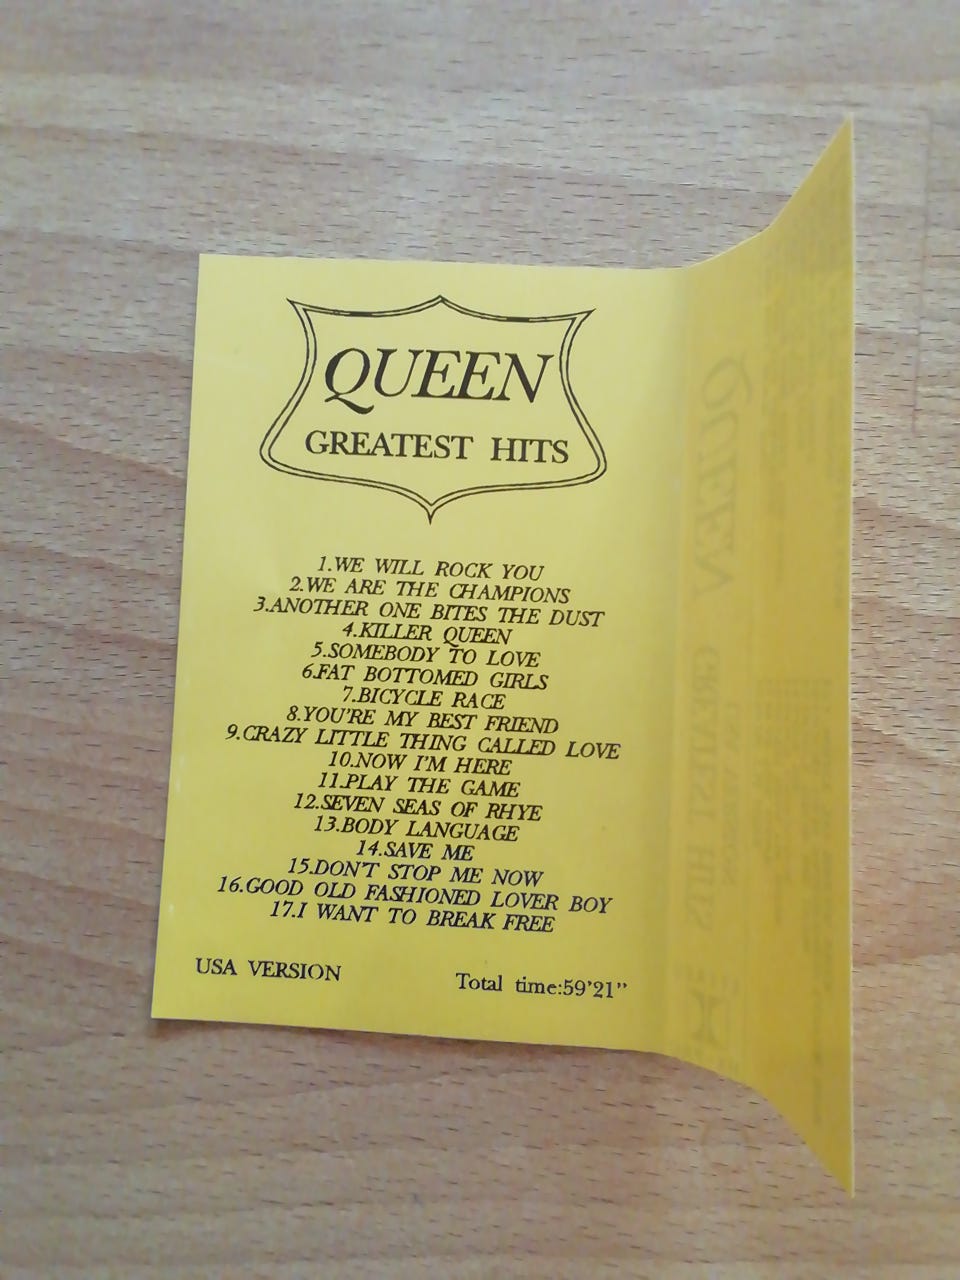 QUEEN
GREATEST HITS
1.WE WILL ROCK YOU
2.WE ARE THE CHAMPIONS
3.ANOTHER ONE BITES THE DUST
4.KILLER QUEEN
5.SOMEBODY TO LOVE
6.FAT BOTTOMED GIRLS
7.BICYCLE RACE
8.YOU'RE MY BEST FRIEND
9.CRAZY LITTLE THING CALLED LOVE
10.NOW I'M HERE
11.PLAY THE GAME
12.SEVEN SEAS OF RHYE
13.BODY LANGUAGE
14.SAVE ME
15.DON'T STOP ME NOW
16.GOOD OLD FASHIONED LOVER BOY
17.I WANT TO BREAK FREE
USA VERSION
Total time:59'21"
QUEEN GREATEST HITS